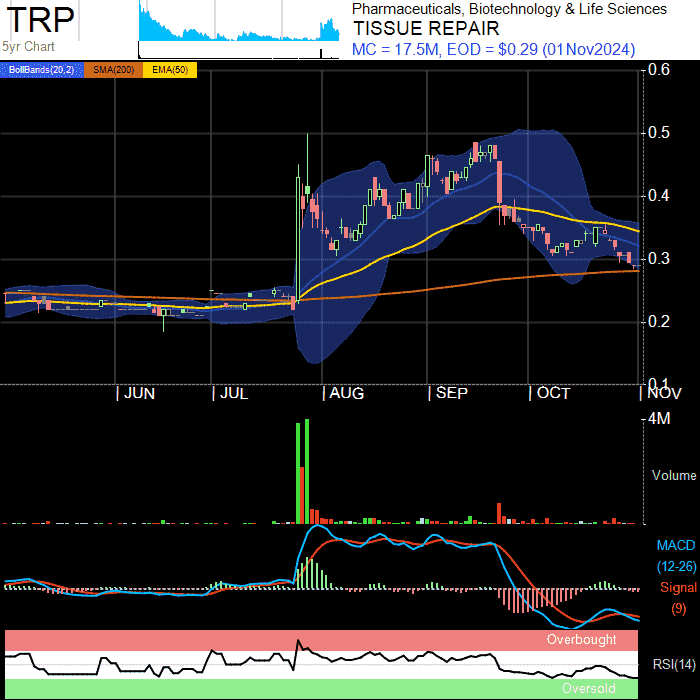 TRP
5yr Chart
Pharmaceuticals, Biotechnology & Life Sciences
TISSUE REPAIR
MC = 17.5M, EOD = $0.29 (01Nov2024)
BollBands(20,2) SMA(200) EMA(50)
0.6
0.5
0.4
0.3
0.2
0.1
JUN JUL AUG SEP OCT NOV
4M
Volume
MACD
(12-26)
Signal
(9)
Overbought
RSI(14)
Oversold